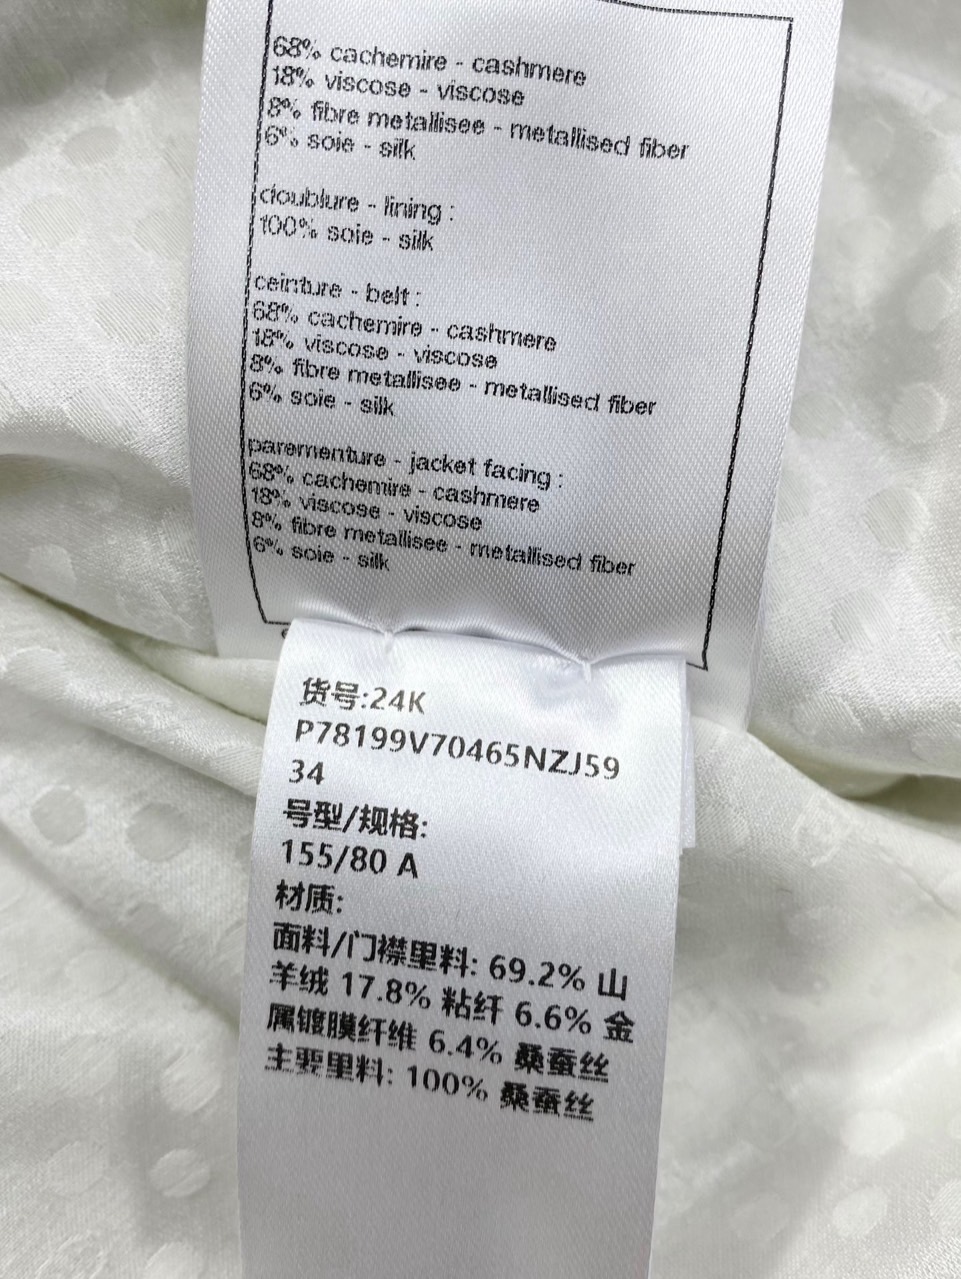 68% cachemire - cashmere
18% viscose - viscose
8% fibre metallisee - metallised fiber
6% soie - silk
doublure - lining :
100% soie - silk
ceinture - belt :
68% cachemire - cashmere
18% viscose - viscose
8% fibre metallisee - metallised fiber
6% soie - silk
parementure - jacket facing :
68% cachemire - cashmere
18% viscose - viscose
8% fibre metallisee - metallised fiber
6% soie - silk
货号:24K
P78199V70465NZJ59
34
号型/规格:
155/80 A
材质:
面料/门襟里料: 69.2% 山
羊绒 17.8% 粘纤 6.6% 金
属镀膜纤维 6.4% 桑蚕丝
主要里料: 100% 桑蚕丝